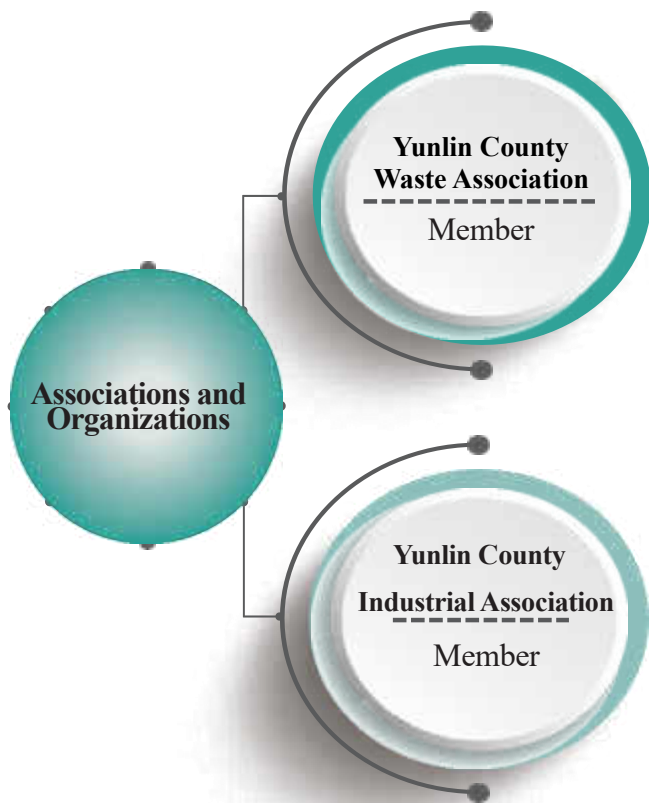 Yunlin County
Waste Association
Member
Associations and
Organizations
Yunlin County
Industrial Association
Member